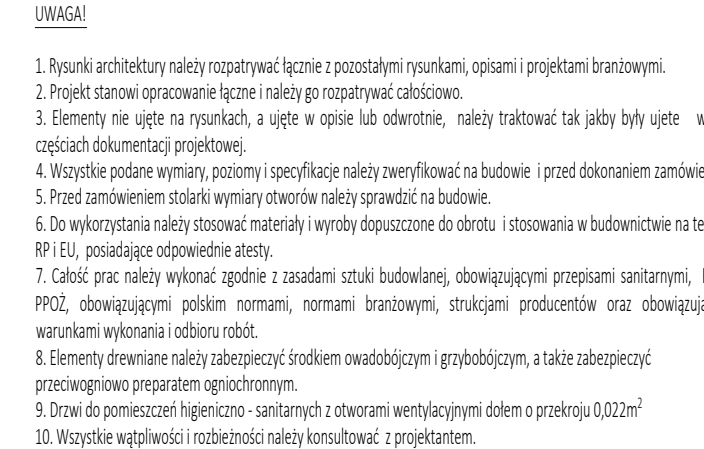 UWAGA!
1. Rysunki architektury należy rozpatrywać łącznie z pozostałymi rysunkami, opisami i projektami branżowymi.
2. Projekt stanowi opracowanie łączne i należy go rozpatrywać całościowo.
3. Elementy nie ujęte na rysunkach, a ujęte w opisie lub odwrotnie, należy traktować tak jakby były ujete w
częściach dokumentacji projektowej.
4. Wszystkie podane wymiary, poziomy i specyfikacje należy zweryfikować na budowie i przed dokonaniem zamówie
5. Przed zamówieniem stolarki wymiary otworów należy sprawdzić na budowie.
6. Do wykorzystania należy stosować materiały i wyroby dopuszczone do obrotu i stosowania w budownictwie na te
RP i EU, posiadające odpowiednie atesty.
7. Całość prac należy wykonać zgodnie z zasadami sztuki budowlanej, obowiązującymi przepisami sanitarnymi,
PPOŻ, obowiązującymi polskim normami, normami branżowymi, strukcjami producentów oraz obowiązują
warunkami wykonania i odbioru robót.
8. Elementy drewniane należy zabezpieczyć środkiem owadobójczym i grzybobójczym, a także zabezpieczyć
przeciwogniowo preparatem ogniochronnym.
9. Drzwi do pomieszczeń higieniczno - sanitarnych z otworami wentylacyjnymi dołem o przekroju 0,022m²
10. Wszystkie wątpliwości i rozbieżności należy konsultować z projektantem.